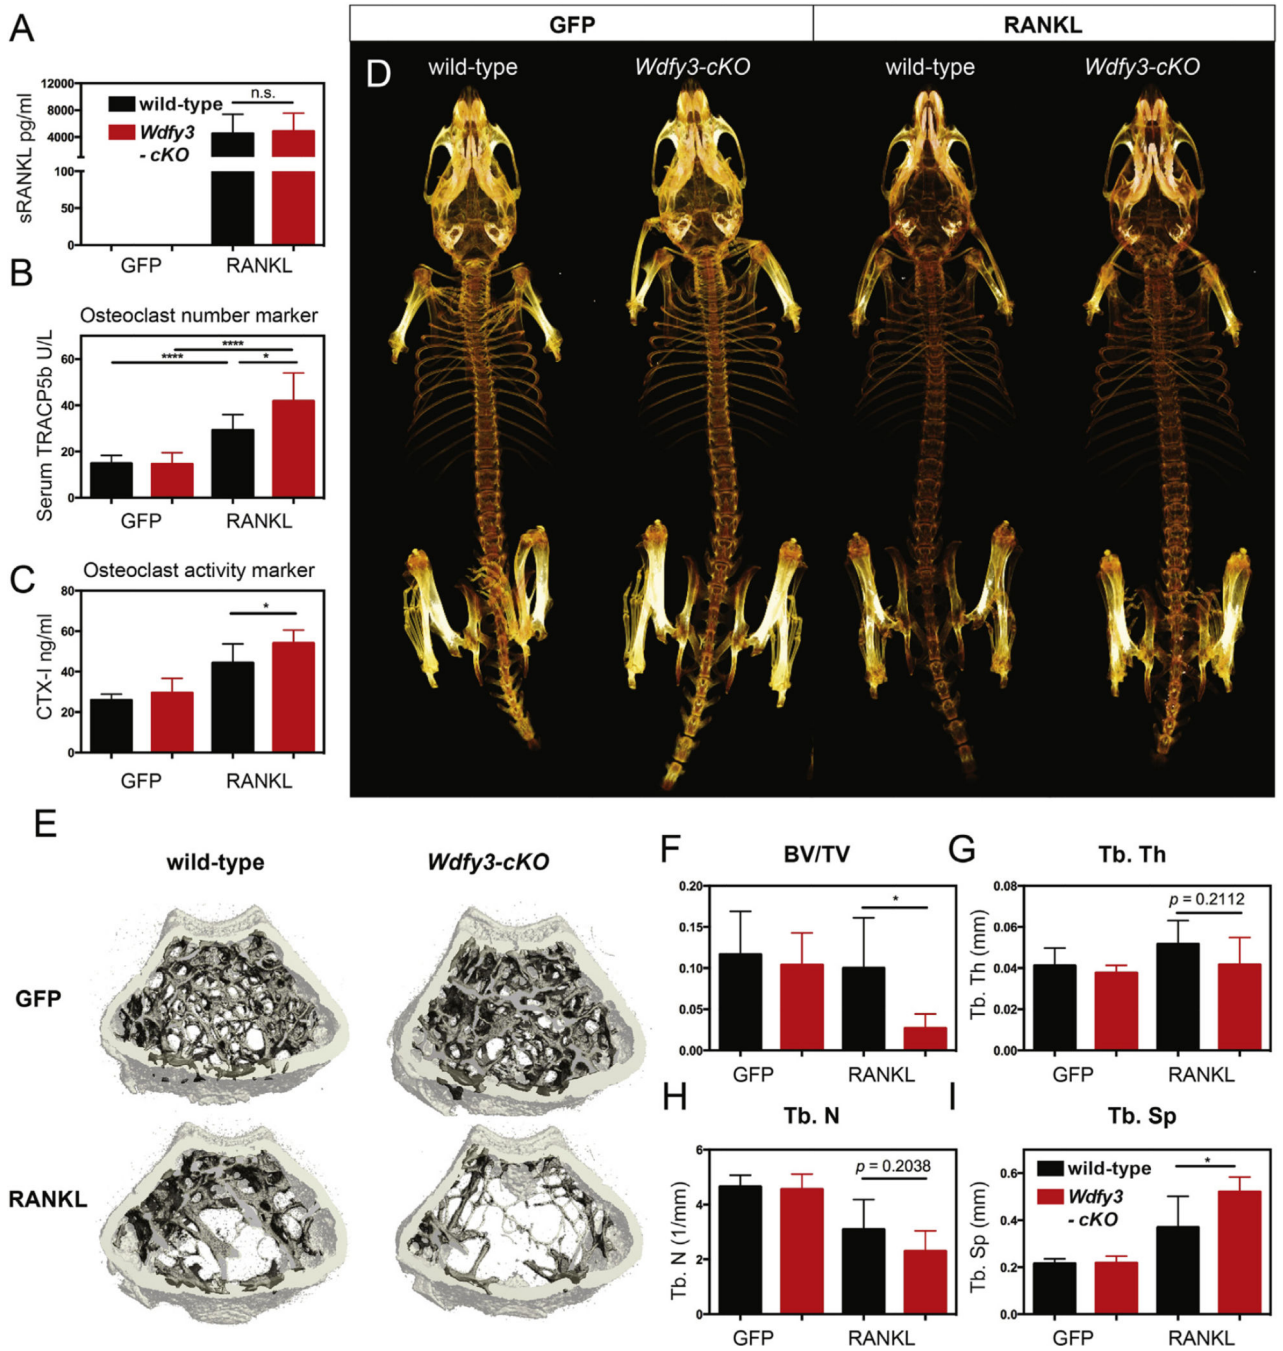 A
sRANKL pg/ml
12000
8000
4000
100
50
0
wild-type
Wdfy3
- cKO
n.s.
GFP
RANKL
B
Osteoclast number marker
Serum TRACP5b U/L
60
40
20
0
****
****
*
GFP
RANKL
C
Osteoclast activity marker
CTX-I ng/ml
80
60
40
20
0
*
GFP
RANKL
GFP
RANKL
D
wild-type
Wdfy3-cKO
wild-type
Wdfy3-cKO
E
wild-type
Wdfy3-cKO
GFP
RANKL
F
BV/TV
0.20
0.15
0.10
0.05
0.00
*
GFP
RANKL
G
Tb. Th
Tb. Th (mm)
0.08
0.06
0.04
0.02
0.00
p = 0.2112
GFP
RANKL
H
Tb. N
Tb. N (1/mm)
6
4
2
0
p = 0.2038
GFP
RANKL
I
Tb. Sp
Tb. Sp (mm)
0.6
0.4
0.2
0.0
wild-type
Wdfy3
- cKO
*
GFP
RANKL